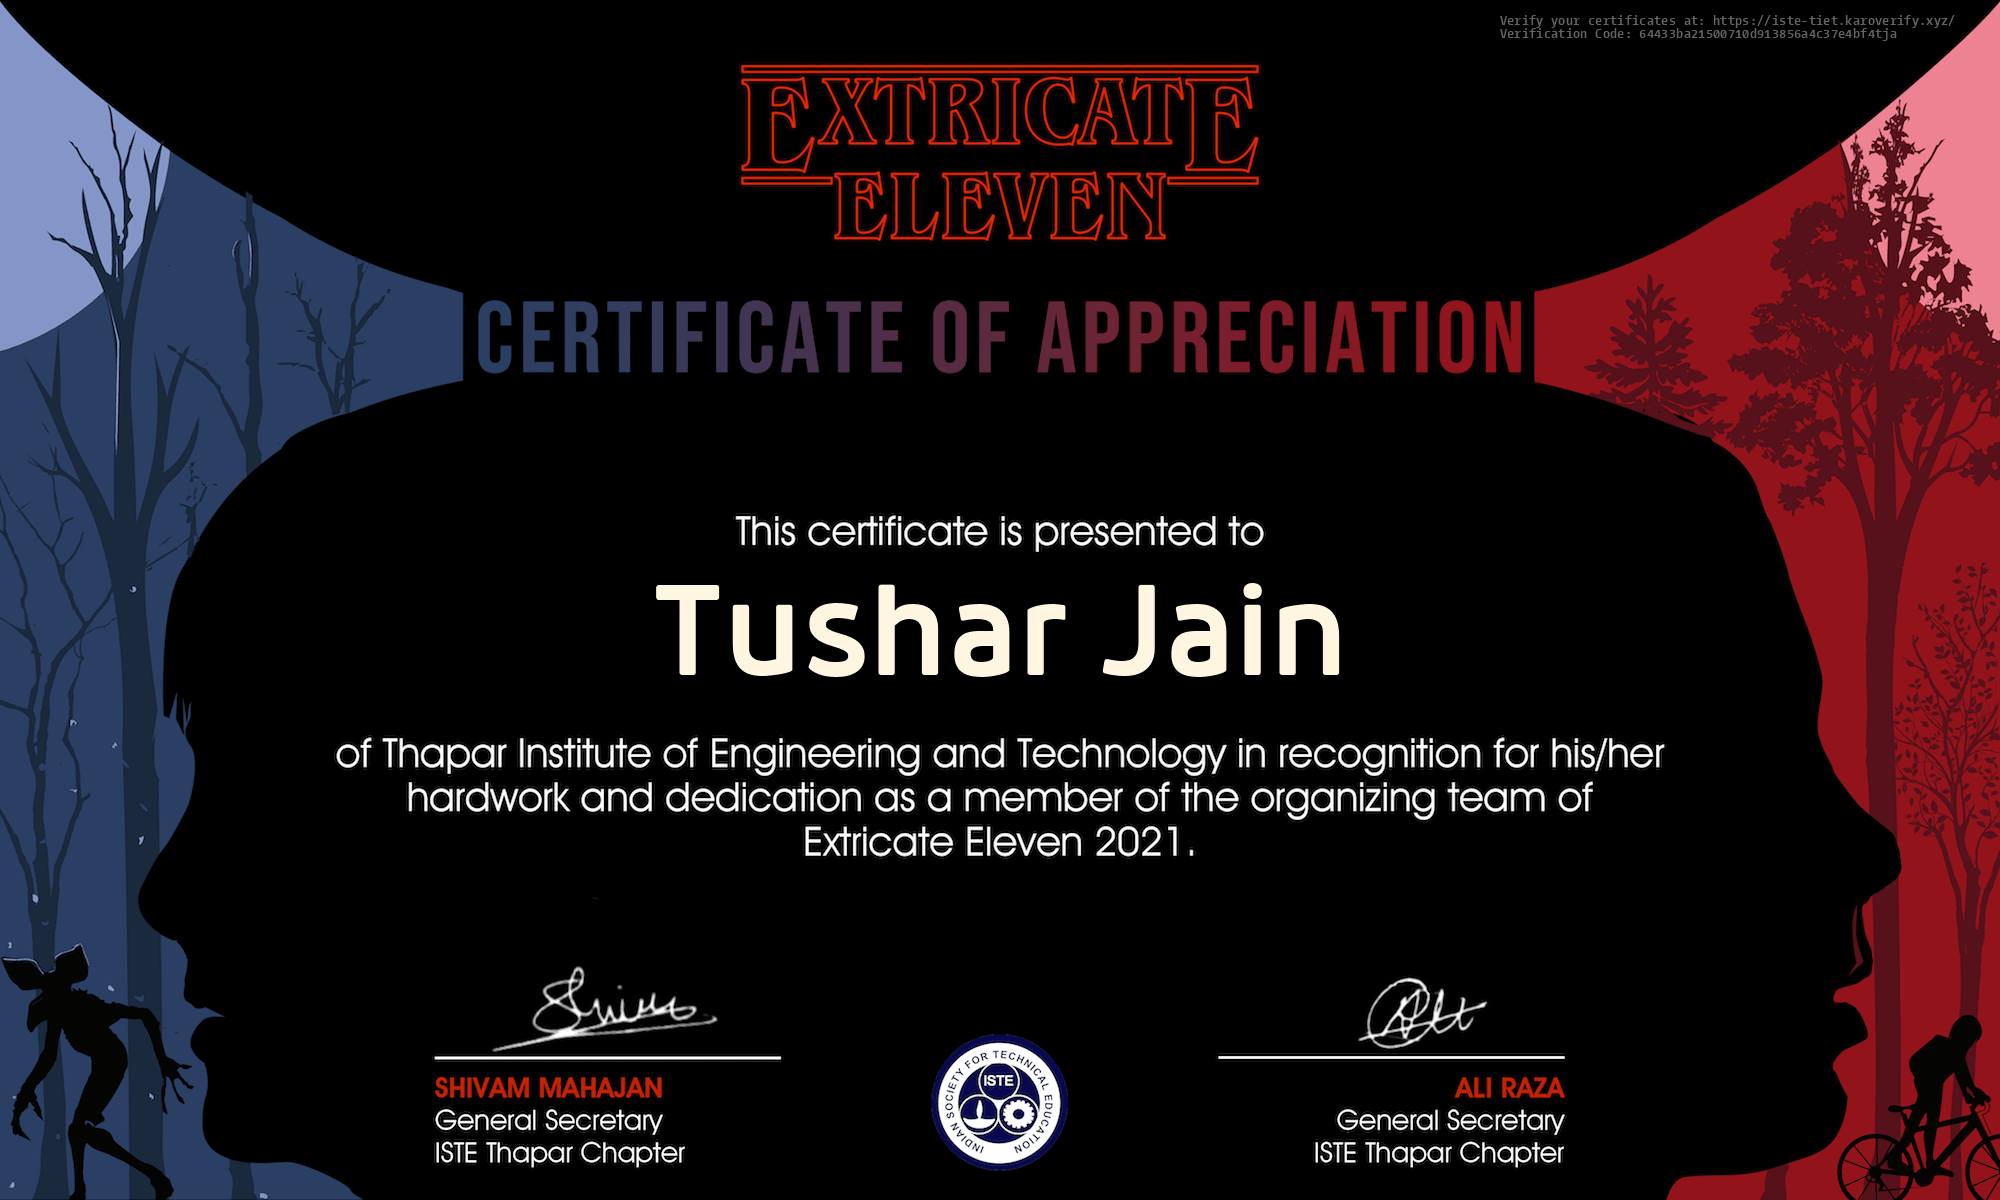 Verify your certificates at: https://iste-tiet.karoverify.xyz/
Verification Code: 64433ba21500710d913856a4c37e4bf4tja
EXTRICATE
ELEVEN
CERTIFICATE OF APPRECIATION
This certificate is presented to
Tushar Jain
of Thapar Institute of Engineering and Technology in recognition for his/her
hardwork and dedication as a member of the organizing team of
Extricate Eleven 2021.
SHIVAM MAHAJAN
General Secretary
ISTE Thapar Chapter
INDIAN SOCIETY FOR TECHNICAL EDUCATION
ISTE
ALI RAZA
General Secretary
ISTE Thapar Chapter